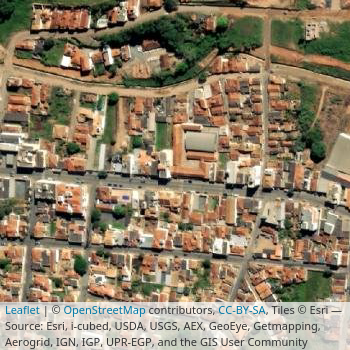 Leaflet | © OpenStreetMap contributors, CC-BY-SA, Tiles © Esri —
Source: Esri, i-cubed, USDA, USGS, AEX, GeoEye, Getmapping,
Aerogrid, IGN, IGP, UPR-EGP, and the GIS User Community